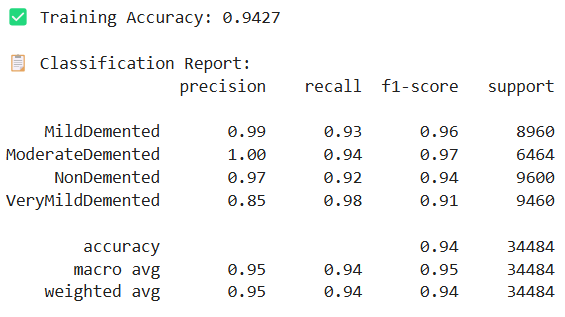 ✅ Training Accuracy: 0.9427
📋 Classification Report:
precision recall f1-score support
MildDemented 0.99 0.93 0.96 8960
ModerateDemented 1.00 0.94 0.97 6464
NonDemented 0.97 0.92 0.94 9600
VeryMildDemented 0.85 0.98 0.91 9460
accuracy 0.94 34484
macro avg 0.95 0.94 0.95 34484
weighted avg 0.95 0.94 0.94 34484